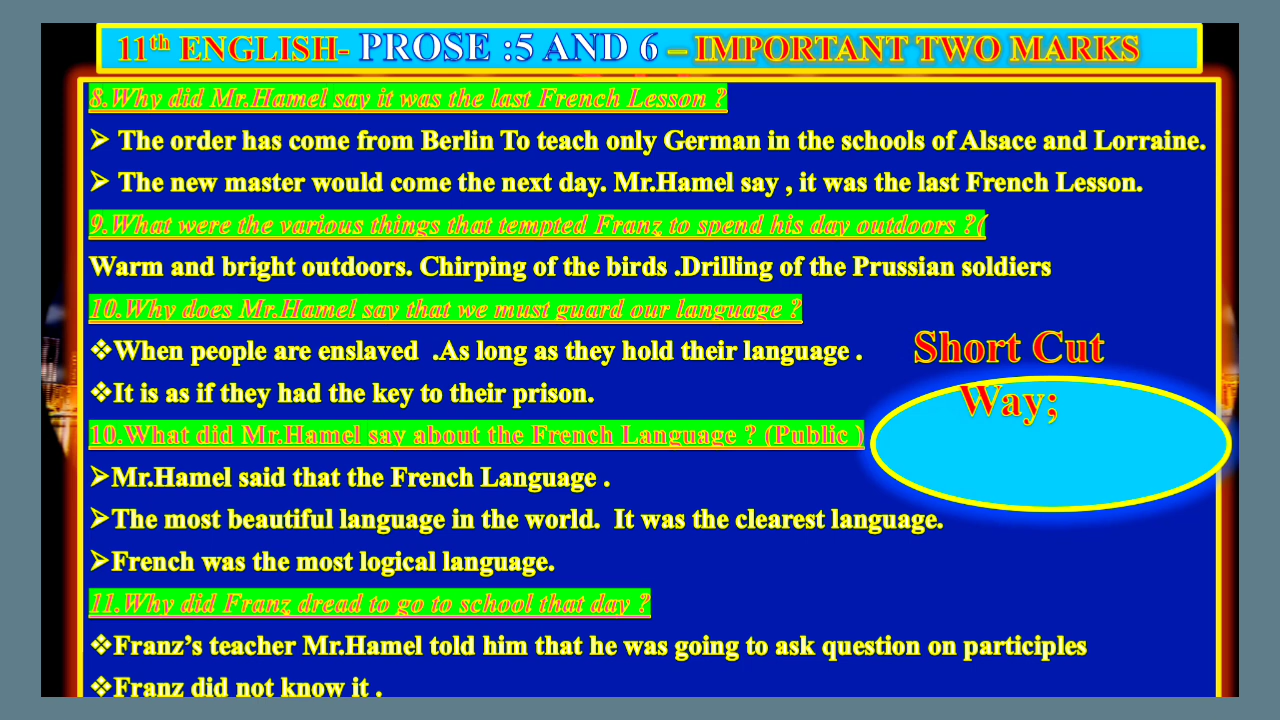 11th ENGLISH- PROSE :5 AND 6 – IMPORTANT TWO MARKS
8.Why did Mr.Hamel say it was the last French Lesson ?
➢ The order has come from Berlin To teach only German in the schools of Alsace and Lorraine.
➢ The new master would come the next day. Mr.Hamel say , it was the last French Lesson.
9.What were the various things that tempted Franz to spend his day outdoors ?(
Warm and bright outdoors. Chirping of the birds .Drilling of the Prussian soldiers
10.Why does Mr.Hamel say that we must guard our language ?
❖When people are enslaved .As long as they hold their language .
❖It is as if they had the key to their prison.
Short Cut
Way;
10.What did Mr.Hamel say about the French Language ? (Public )
➢Mr.Hamel said that the French Language .
➢The most beautiful language in the world. It was the clearest language.
➢French was the most logical language.
11.Why did Franz dread to go to school that day ?
❖Franz’s teacher Mr.Hamel told him that he was going to ask question on participles
❖Franz did not know it .